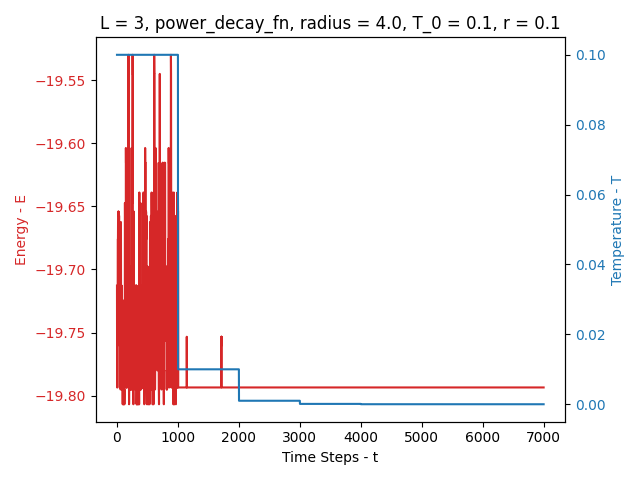 L = 3, power_decay_fn, radius = 4.0, T_0 = 0.1, r = 0.1
Energy - E
−19.55
−19.60
−19.65
−19.70
−19.75
−19.80
0.10
0.08
0.06
0.04
0.02
0.00
Temperature - T
0 1000 2000 3000 4000 5000 6000 7000
Time Steps - t